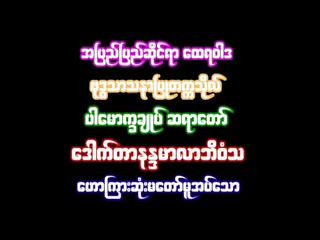 အပြည်ပြည်ဆိုင်ရာ ထေရဝါဒ
ဗုဒ္ဓသာသနာပြုတက္ကသိုလ်
ပါမောက္ခချုပ် ဆရာတော်
ဒေါက်တာနန္ဒမာလာဘိဝံသ
ဟောကြားဆုံးမတော်မူအပ်သော